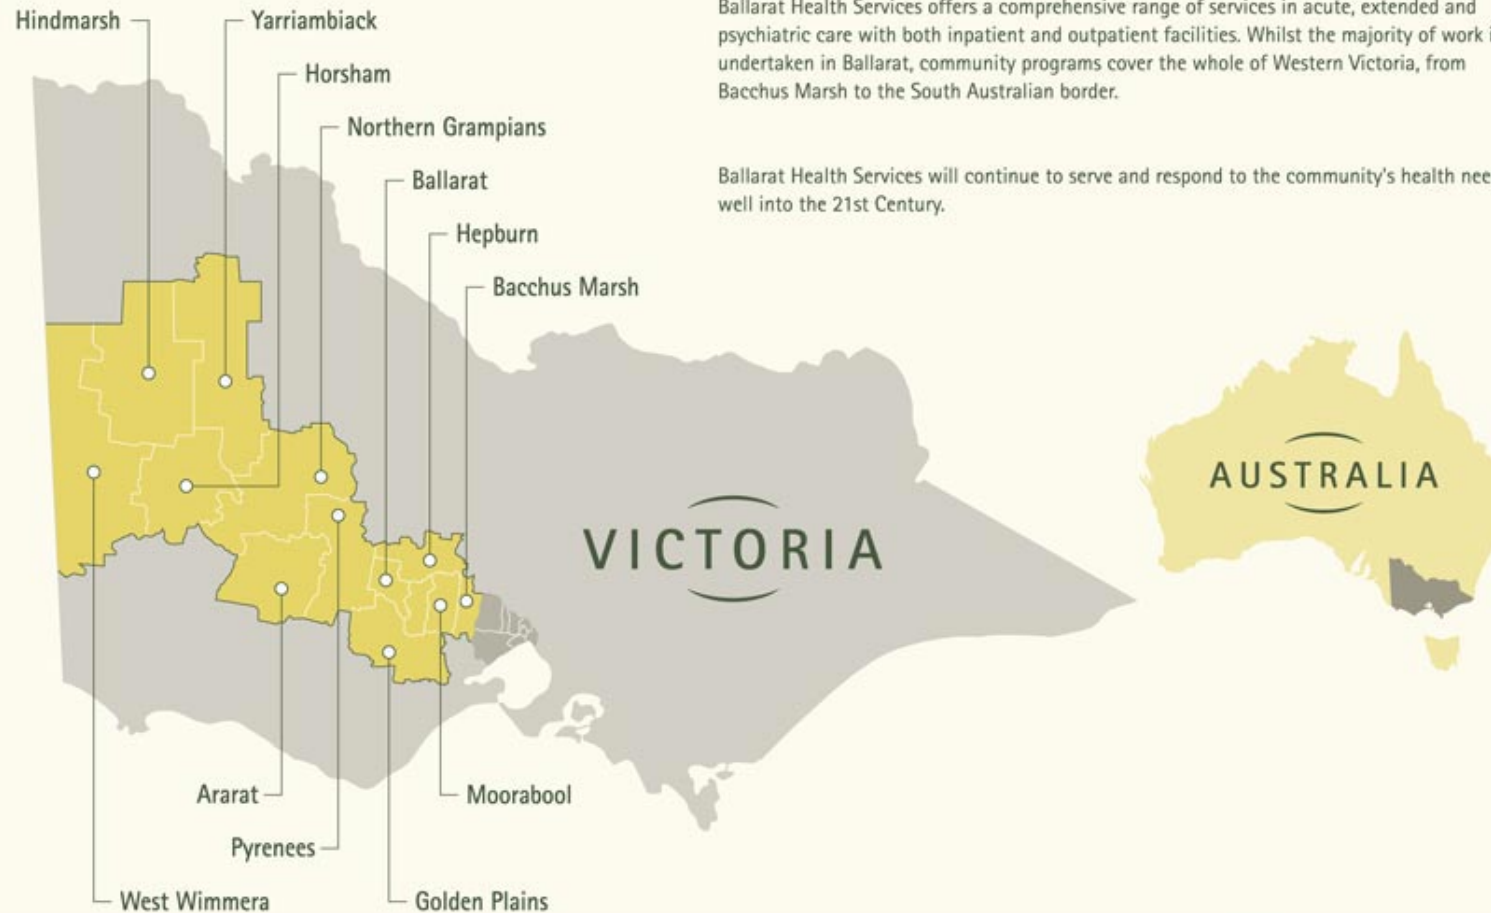 Hindmarsh
Yarriambiack
Horsham
Northern Grampians
Ballarat
Hepburn
Bacchus Marsh
Ballarat Health Services offers a comprehensive range of services in acute, extended and
psychiatric care with both inpatient and outpatient facilities. Whilst the majority of work
undertaken in Ballarat, community programs cover the whole of Western Victoria, from
Bacchus Marsh to the South Australian border.
Ballarat Health Services will continue to serve and respond to the community's health
well into the 21st Century.
VICTORIA
AUSTRALIA
Ararat
Moorabool
Pyrenees
West Wimmera
Golden Plains